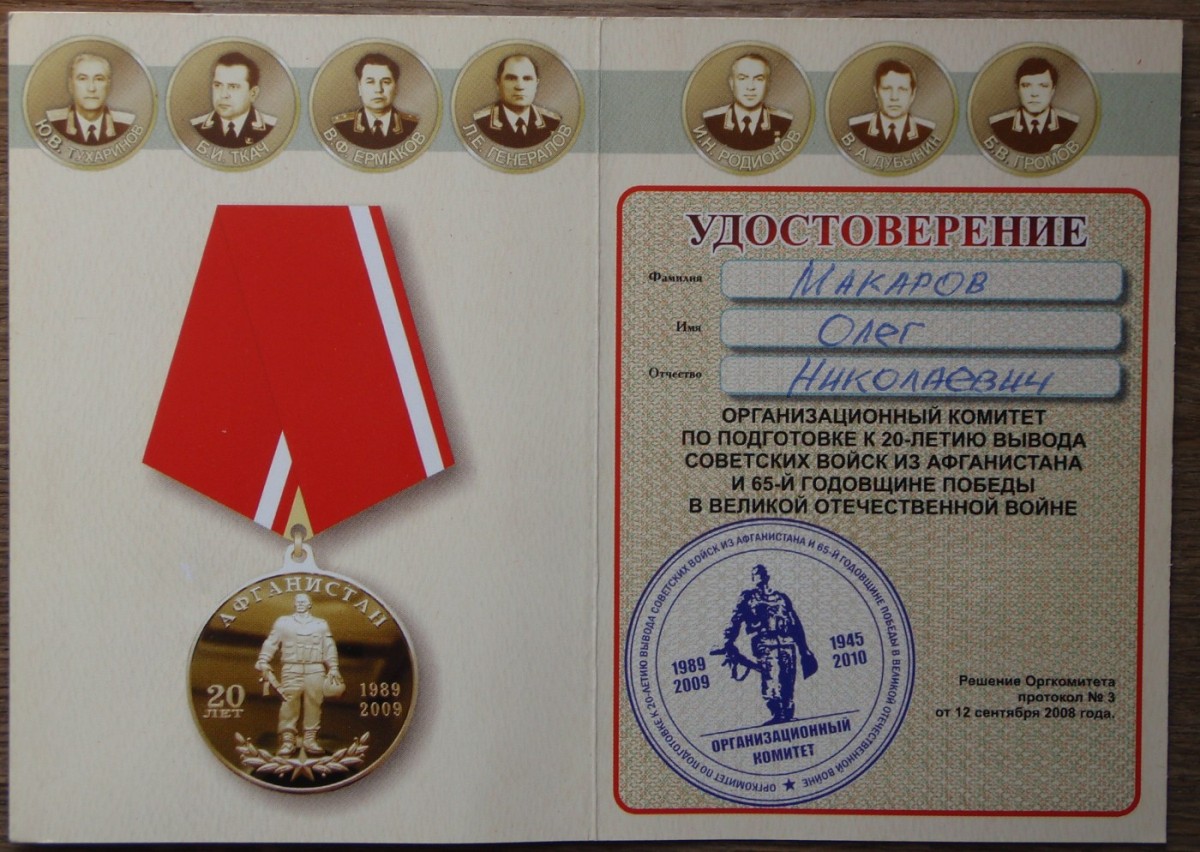 Ю.В. ТУХАРИНОВ
Б.И. ТКАЧ
В.Ф. ЕРМАКОВ
Л.Е. ГЕНЕРАЛОВ
И.Н. РОДИОНОВ
В.А. ДУБЫНИН
Б.В. ГРОМОВ
АФГАНИСТАН
20
ЛЕТ
1989
2009
УДОСТОВЕРЕНИЕ
Фамилия Макаров
Имя Олег
Отчество Николаевич
ОРГАНИЗАЦИОННЫЙ КОМИТЕТ
ПО ПОДГОТОВКЕ К 20-ЛЕТИЮ ВЫВОДА
СОВЕТСКИХ ВОЙСК ИЗ АФГАНИСТАНА
И 65-Й ГОДОВЩИНЕ ПОБЕДЫ
В ВЕЛИКОЙ ОТЕЧЕСТВЕННОЙ ВОЙНЕ
ОРГКОМИТЕТ ПО ПОДГОТОВКЕ К 20-ЛЕТИЮ ВЫВОДА СОВЕТСКИХ ВОЙСК ИЗ АФГАНИСТАНА И 65-Й ГОДОВЩИНЕ ПОБЕДЫ В ВЕЛИКОЙ ОТЕЧЕСТВЕННОЙ ВОЙНЕ
1989
2009
1945
2010
ОРГАНИЗАЦИОННЫЙ
КОМИТЕТ
Решение Оргкомитета
протокол № 3
от 12 сентября 2008 года.